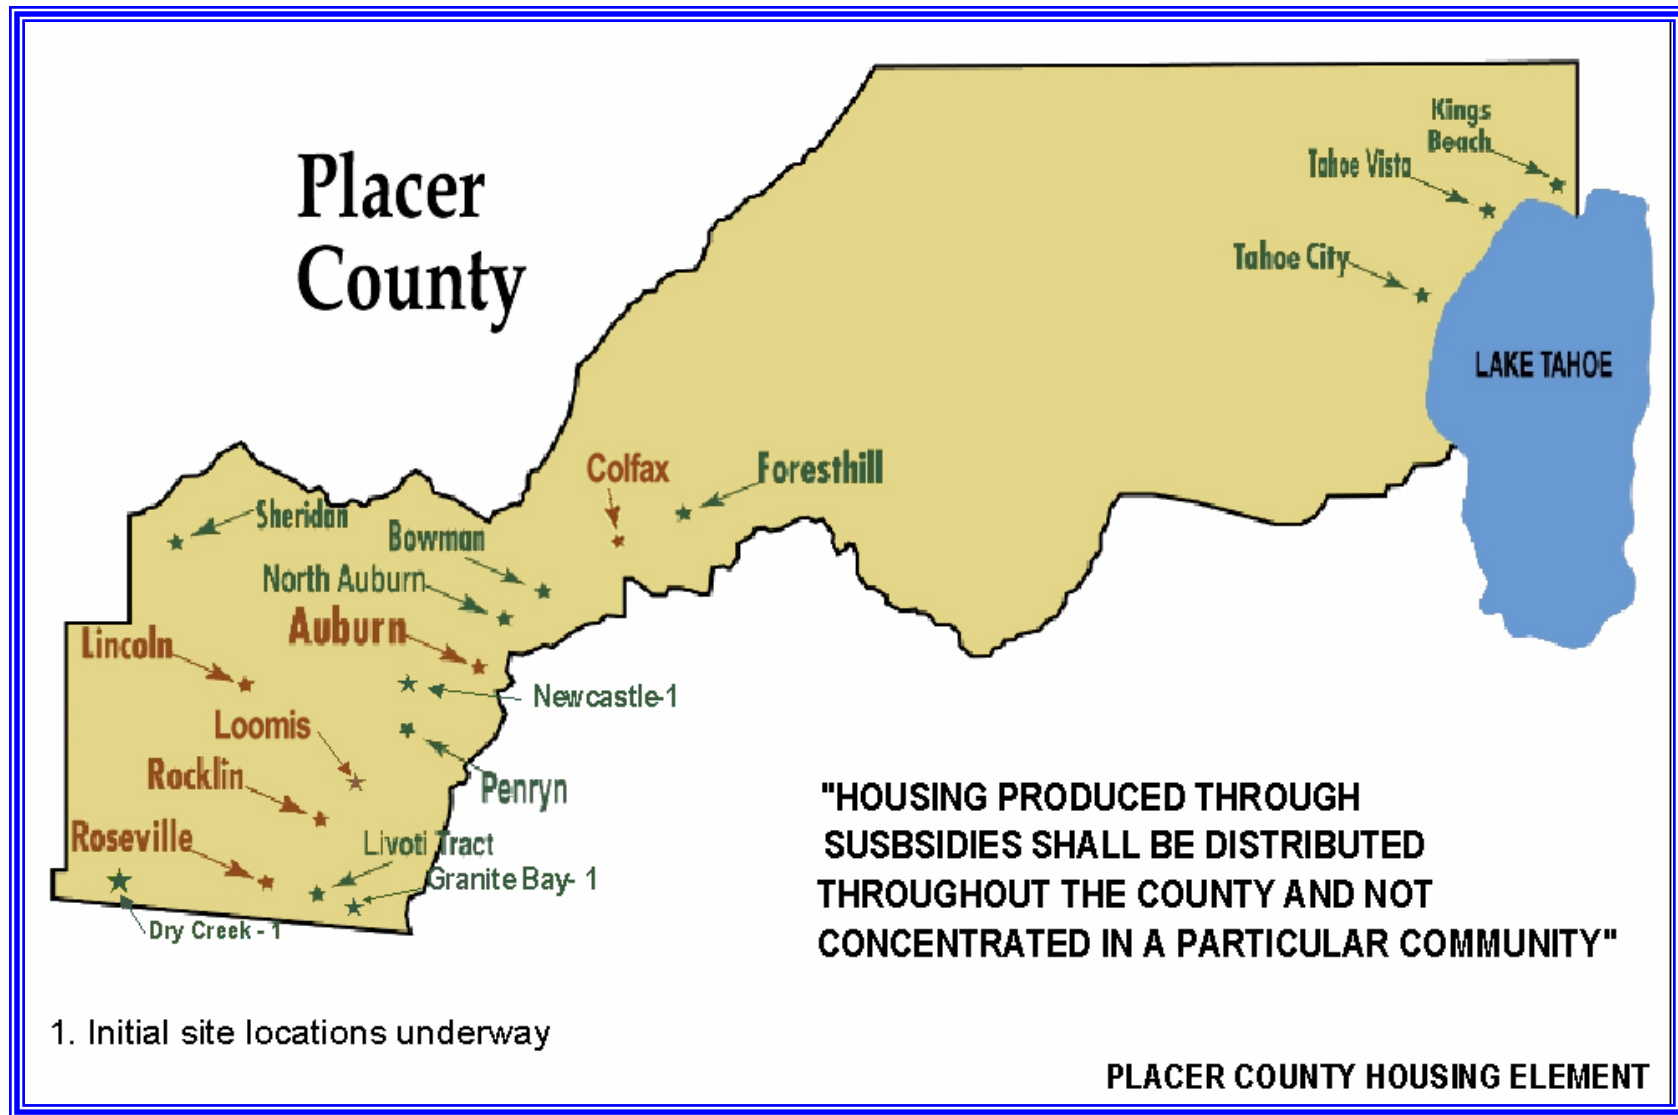 Placer
County
Kings
Beach
Tahoe Vista
Tahoe City
LAKE TAHOE
Colfax
Foresthill
Sheridan
Bowman
North Auburn
Auburn
Lincoln
Newcastle-1
Loomis
Rocklin
Penryn
Roseville
Livoti Tract
Granite Bay- 1
Dry Creek - 1
"HOUSING PRODUCED THROUGH
SUSBSIDIES SHALL BE DISTRIBUTED
THROUGHOUT THE COUNTY AND NOT
CONCENTRATED IN A PARTICULAR COMMUNITY"
1. Initial site locations underway
PLACER COUNTY HOUSING ELEMENT